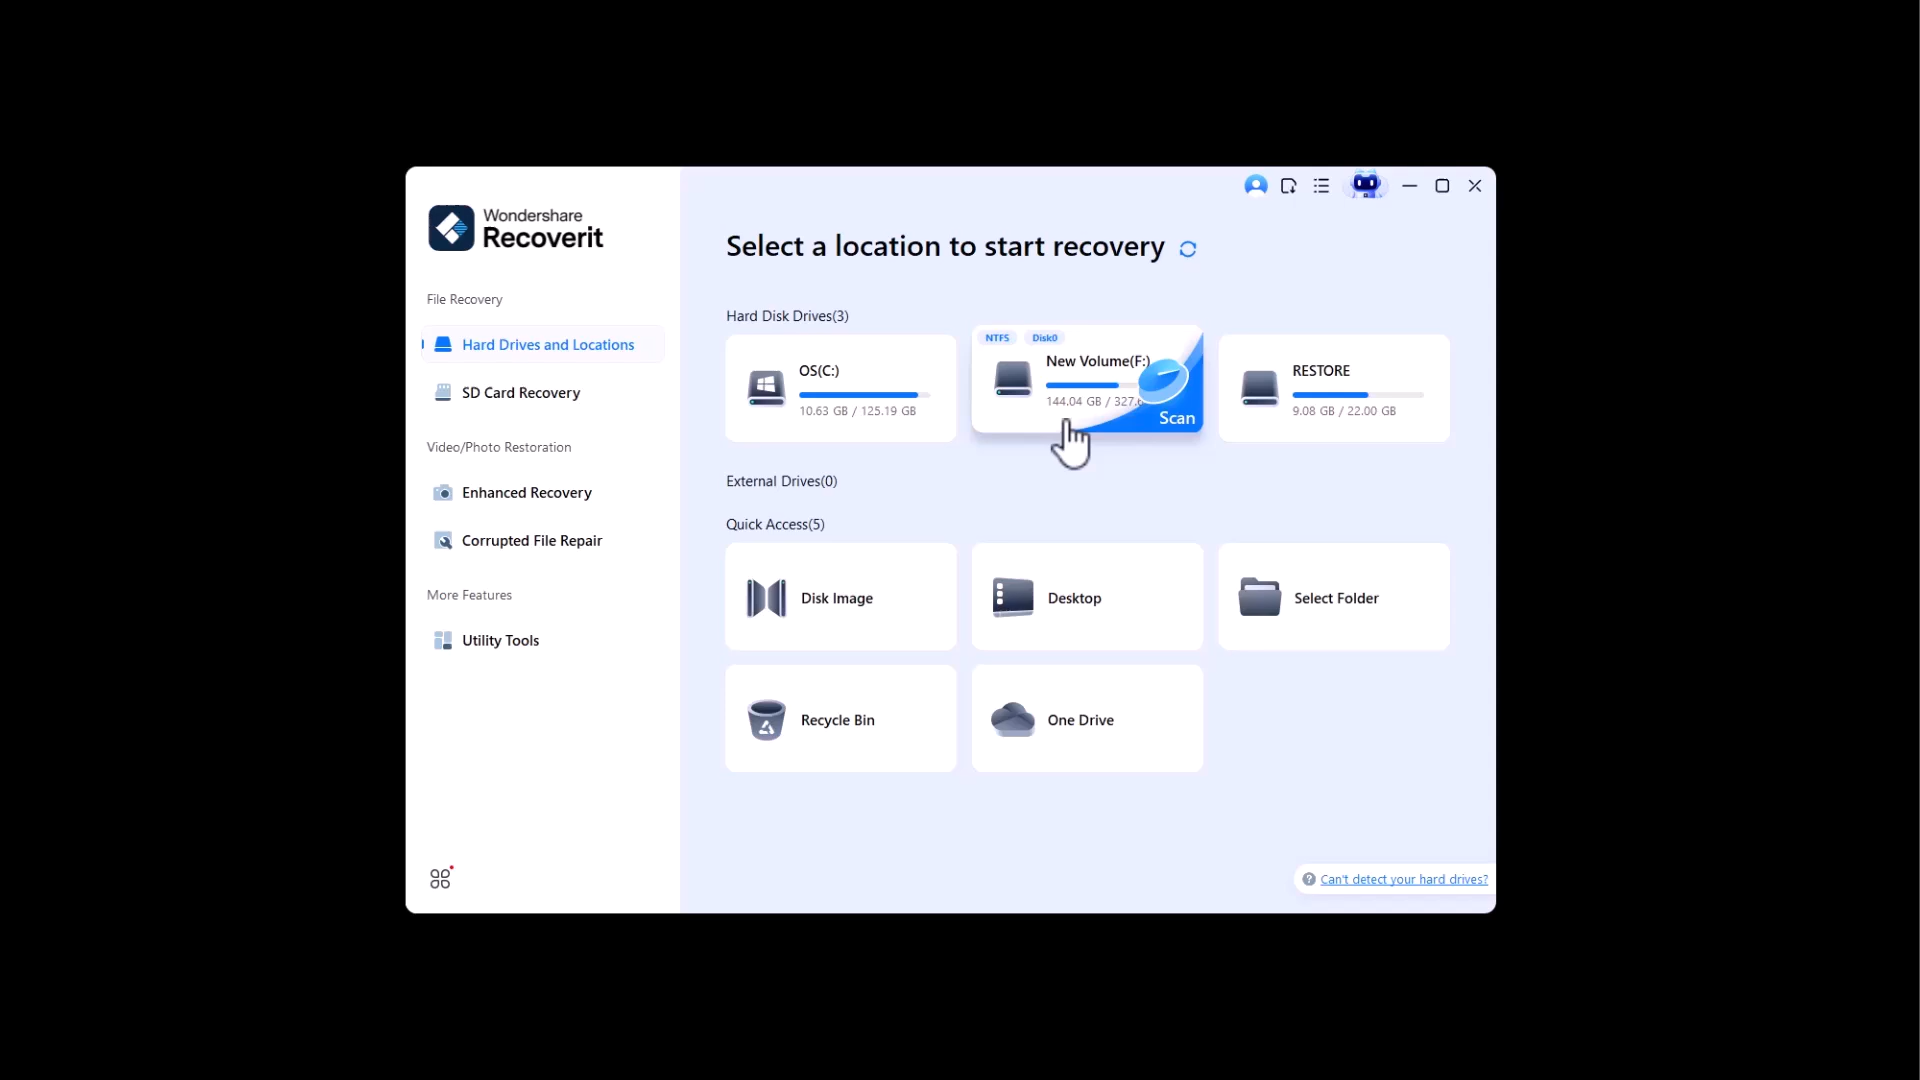 Wondershare
Recoverit
File Recovery
Hard Drives and Locations
SD Card Recovery
Video/Photo Restoration
Enhanced Recovery
Corrupted File Repair
More Features
Utility Tools
Select a location to start recovery
Hard Disk Drives(3)
OS(C:)
10.63 GB / 125.19 GB
NTFS Disk0
New Volume(F:)
144.04 GB / 327.6
Scan
RESTORE
9.08 GB / 22.00 GB
External Drives(0)
Quick Access(5)
Disk Image
Desktop
Select Folder
Recycle Bin
One Drive
Can't detect your hard drives?